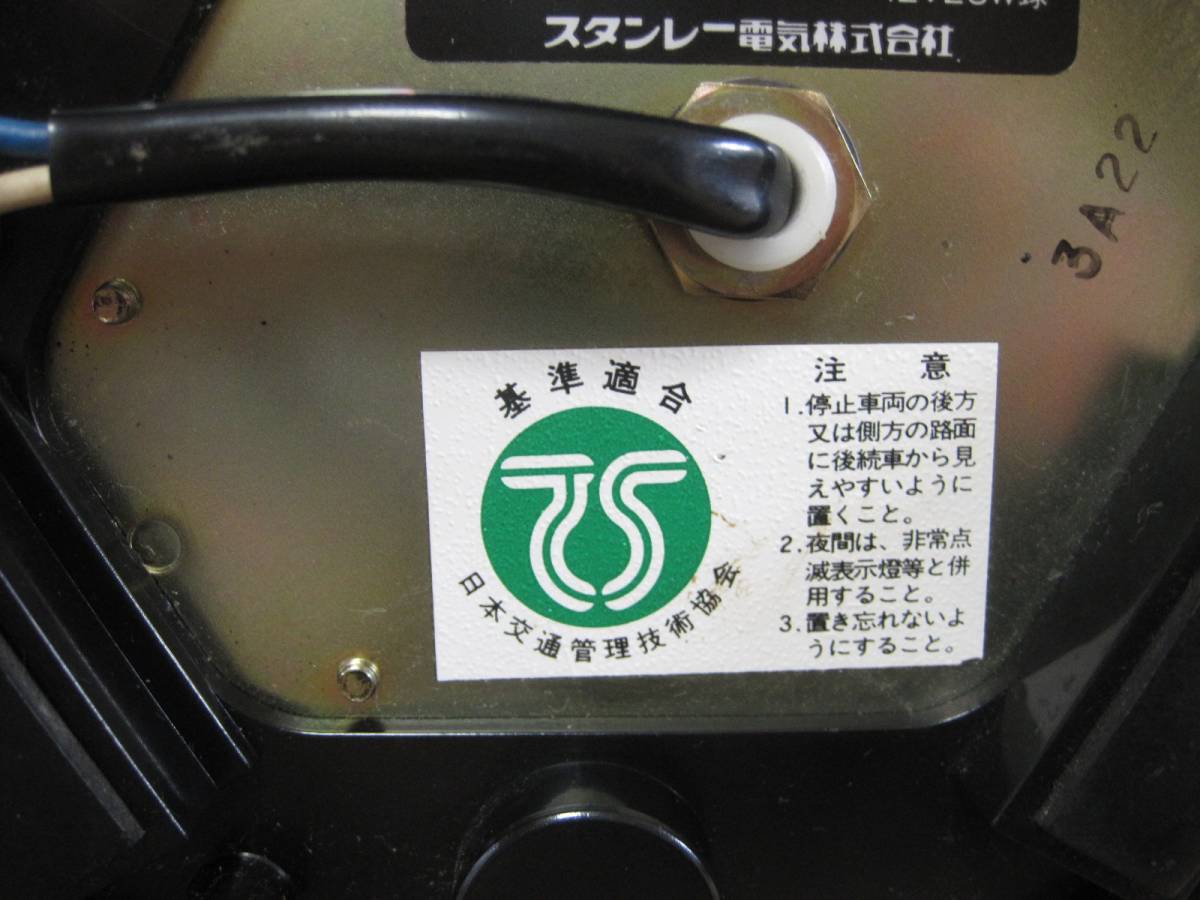 スタンレー電気株式会社
3A22
基準適合
TS
日本交通管理技術協会
注 意
1.停止車両の後方
又は側方の路面
に後続車から見
えやすいように
置くこと。
2.夜間は、非常点
滅表示燈等と併
用すること。
3.置き忘れないよ
うにすること。